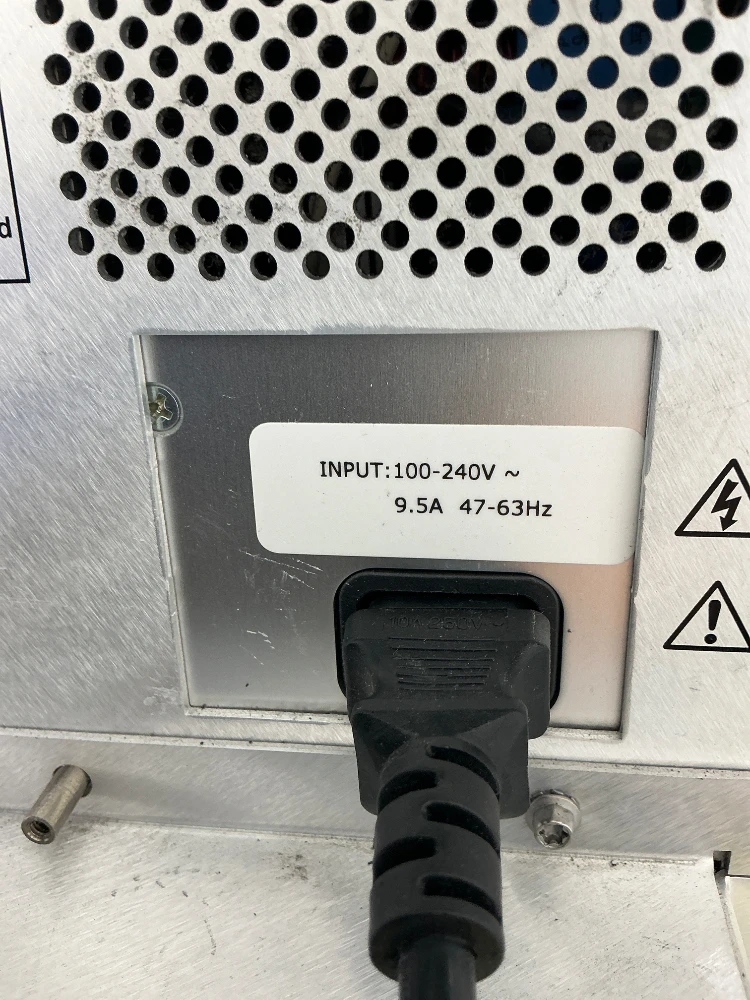 d
INPUT:100-240V ~
9.5A 47-63Hz